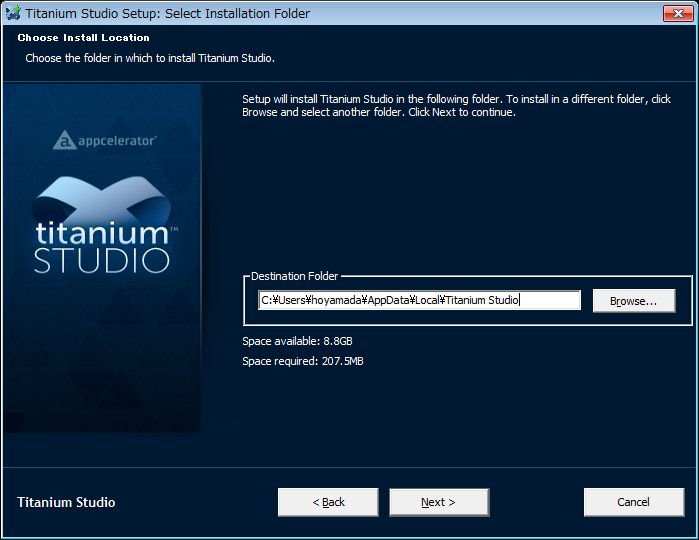 Titanium Studio Setup: Select Installation Folder
Choose Install Location
Choose the folder in which to install Titanium Studio.
Setup will install Titanium Studio in the following folder. To install in a different folder, click
Browse and select another folder. Click Next to continue.
appcelerator
titanium™
STUDIO
Destination Folder
C:¥Users¥hoyamada¥AppData¥Local¥Titanium Studio
Browse...
Space available: 8.8GB
Space required: 207.5MB
Titanium Studio
< Back
Next >
Cancel